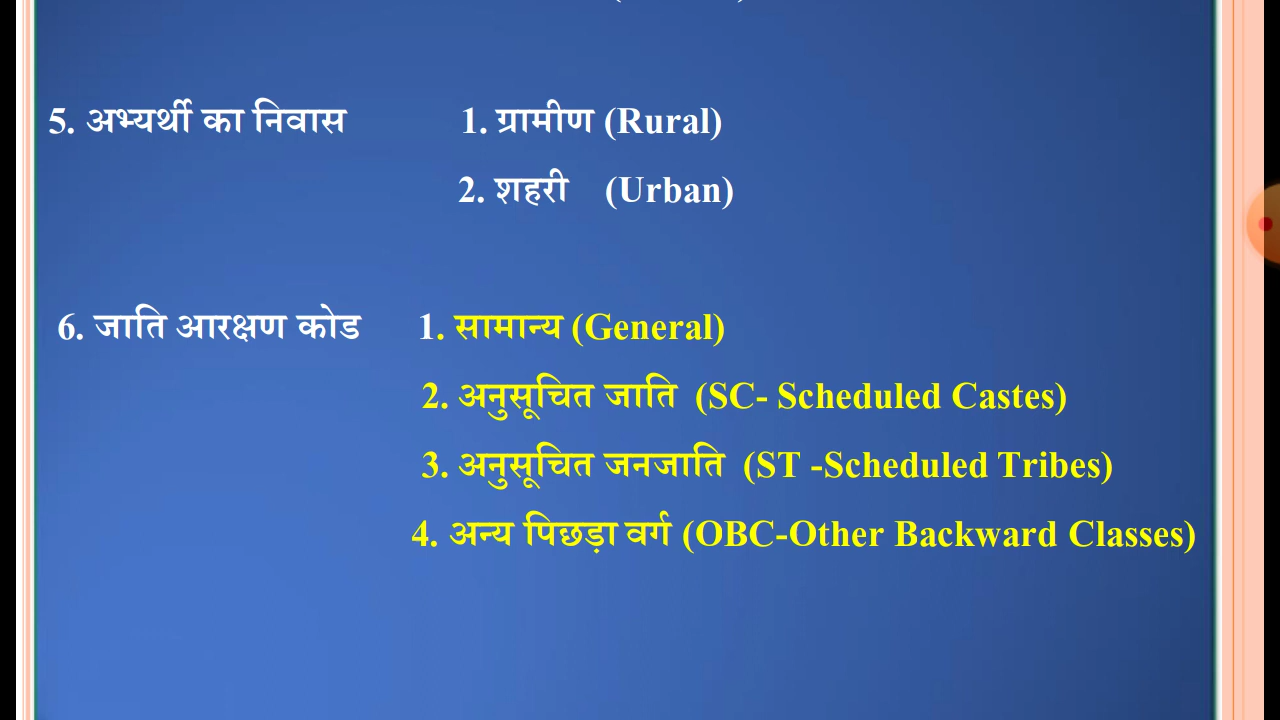 5. अभ्यर्थी का निवास 1. ग्रामीण (Rural)
2. शहरी (Urban)
6. जाति आरक्षण कोड 1. सामान्य (General)
2. अनुसूचित जाति (SC- Scheduled Castes)
3. अनुसूचित जनजाति (ST -Scheduled Tribes)
4. अन्य पिछड़ा वर्ग (OBC-Other Backward Classes)